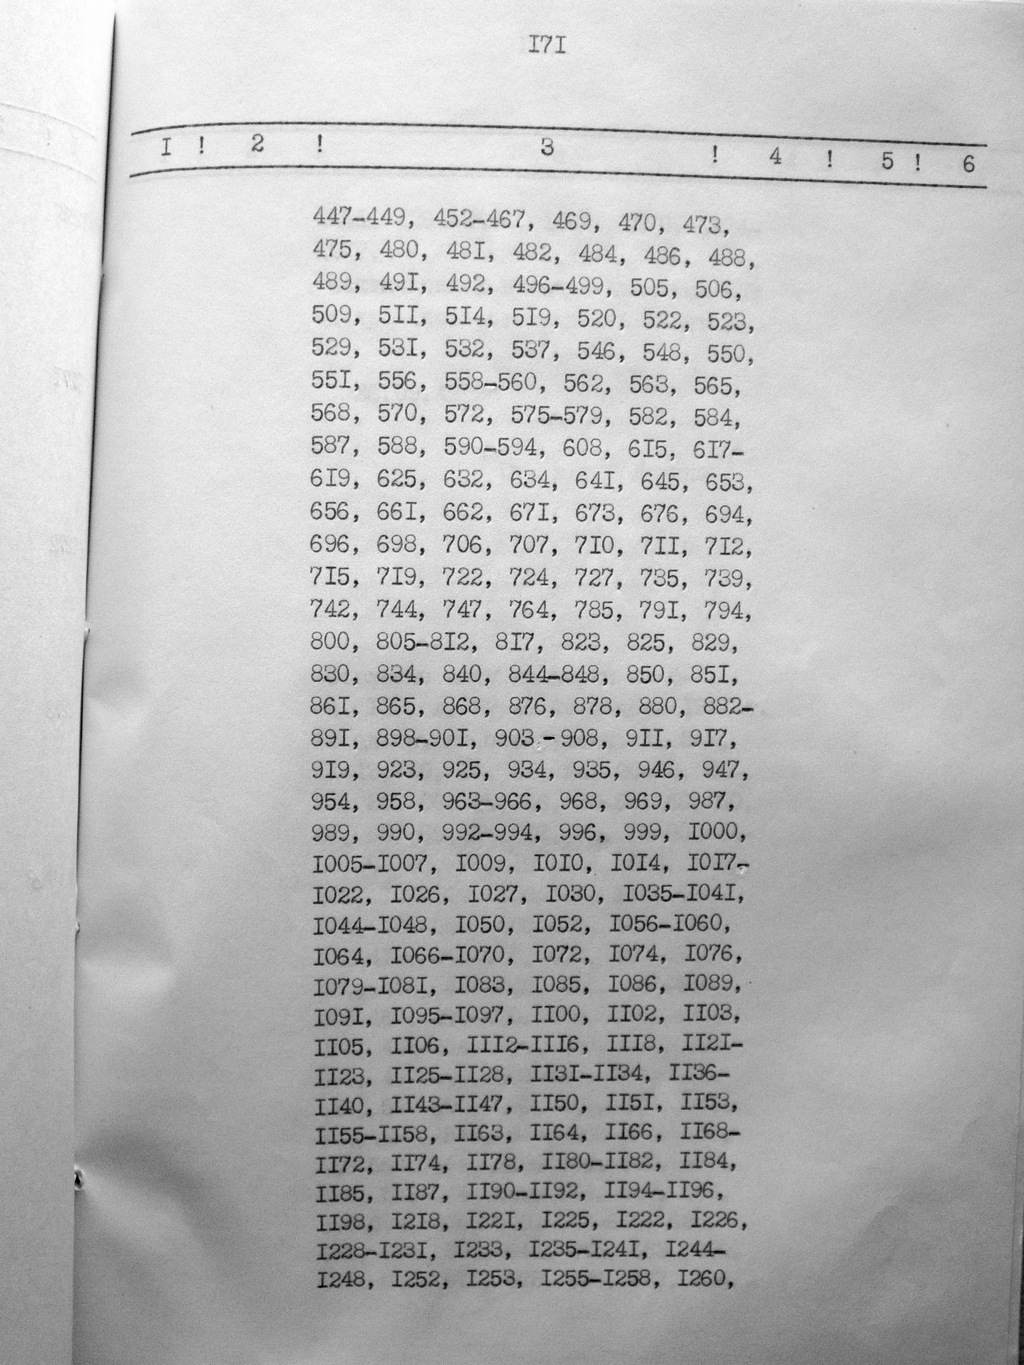 I7I
I ! 2 ! 3 ! 4 ! 5 ! 6
447-449, 452-467, 469, 470, 473,
475, 480, 48I, 482, 484, 486, 488,
489, 49I, 492, 496-499, 505, 506,
509, 5II, 5I4, 5I9, 520, 522, 523,
529, 53I, 532, 537, 546, 548, 550,
55I, 556, 558-560, 562, 563, 565,
568, 570, 572, 575-579, 582, 584,
587, 588, 590-594, 608, 6I5, 6I7-
6I9, 625, 632, 634, 64I, 645, 653,
656, 66I, 662, 67I, 673, 676, 694,
696, 698, 706, 707, 7I0, 7II, 7I2,
7I5, 7I9, 722, 724, 727, 735, 739,
742, 744, 747, 764, 785, 79I, 794,
800, 805-8I2, 8I7, 823, 825, 829,
830, 834, 840, 844-848, 850, 85I,
86I, 865, 868, 876, 878, 880, 882-
89I, 898-90I, 903.-908, 9II, 9I7,
9I9, 923, 925, 934, 935, 946, 947,
954, 958, 963-966, 968, 969, 987,
989, 990, 992-994, 996, 999, I000,
I005-I007, I009, I0I0, I0I4, I0I7-
I022, I026, I027, I030, I035-I04I,
I044-I048, I050, I052, I056-I060,
I064, I066-I070, I072, I074, I076,
I079-I08I, I083, I085, I086, I089,
I09I, I095-I097, II00, II02, II03,
II05, II06, III2-III6, III8, II2I-
II23, II25-II28, II3I-II34, II36-
II40, II43-II47, II50, II5I, II53,
II55-II58, II63, II64, II66, II68-
II72, II74, II78, II80-II82, II84,
II85, II87, II90-II92, II94-II96,
II98, I2I8, I22I, I225, I222, I226,
I228-I23I, I233, I235-I24I, I244-
I248, I252, I253, I255-I258, I260,